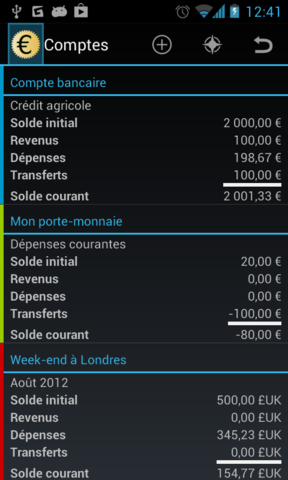 12:41
€ Comptes
Compte bancaire
Crédit agricole
Solde initial 2 000,00 €
Revenus 100,00 €
Dépenses 198,67 €
Transferts 100,00 €
Solde courant 2 001,33 €
Mon porte-monnaie
Dépenses courantes
Solde initial 20,00 €
Revenus 0,00 €
Dépenses 0,00 €
Transferts -100,00 €
Solde courant -80,00 €
Week-end à Londres
Août 2012
Solde initial 500,00 £UK
Revenus 0,00 £UK
Dépenses 345,23 £UK
Transferts 0,00 £UK
Solde courant 154,77 £UK